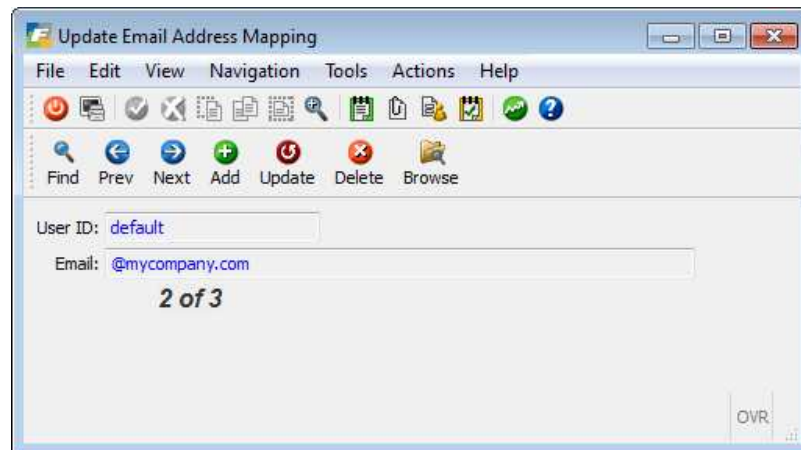 Update Email Address Mapping
File Edit View Navigation Tools Actions Help
Find Prev Next Add Update Delete Browse
User ID: default
Email: @mycompany.com
2 of 3
OVR